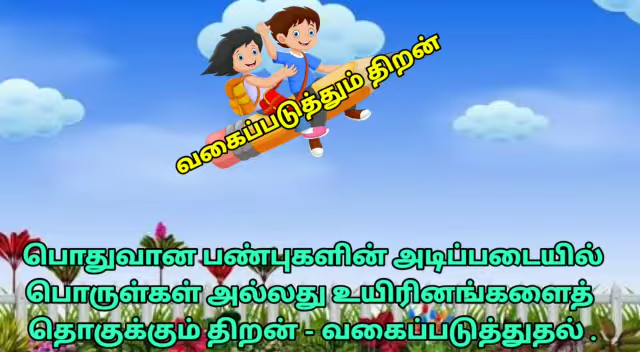 வகைப்படுத்தும் திறன்
பொதுவான பண்புகளின் அடிப்படையில்
பொருள்கள் அல்லது உயிரினங்களைத்
தொகுக்கும் திறன் - வகைப்படுத்துதல் .